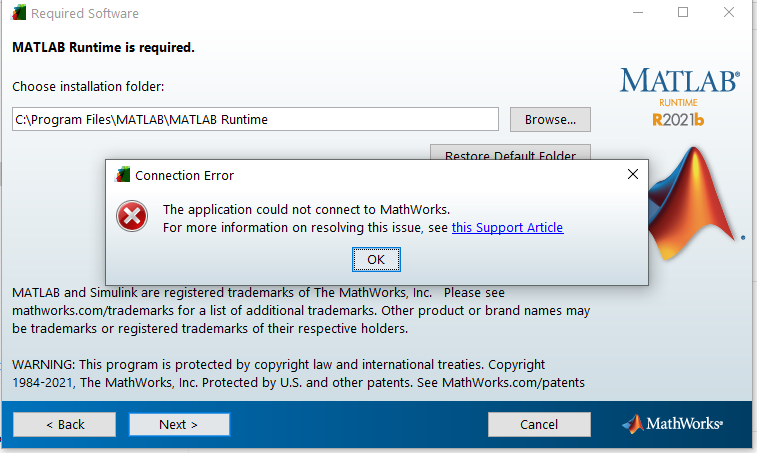 Required Software
MATLAB Runtime is required.
Choose installation folder:
C:\Program Files\MATLAB\MATLAB Runtime
Browse...
Restore Default Folder
MATLAB®
RUNTIME
R2021b
Connection Error
The application could not connect to MathWorks.
For more information on resolving this issue, see this Support Article
OK
MATLAB and Simulink are registered trademarks of The MathWorks, Inc. Please see
mathworks.com/trademarks for a list of additional trademarks. Other product or brand names may
be trademarks or registered trademarks of their respective holders.
WARNING: This program is protected by copyright law and international treaties. Copyright
1984-2021, The MathWorks, Inc. Protected by U.S. and other patents. See MathWorks.com/patents
< Back
Next >
Cancel
MathWorks®